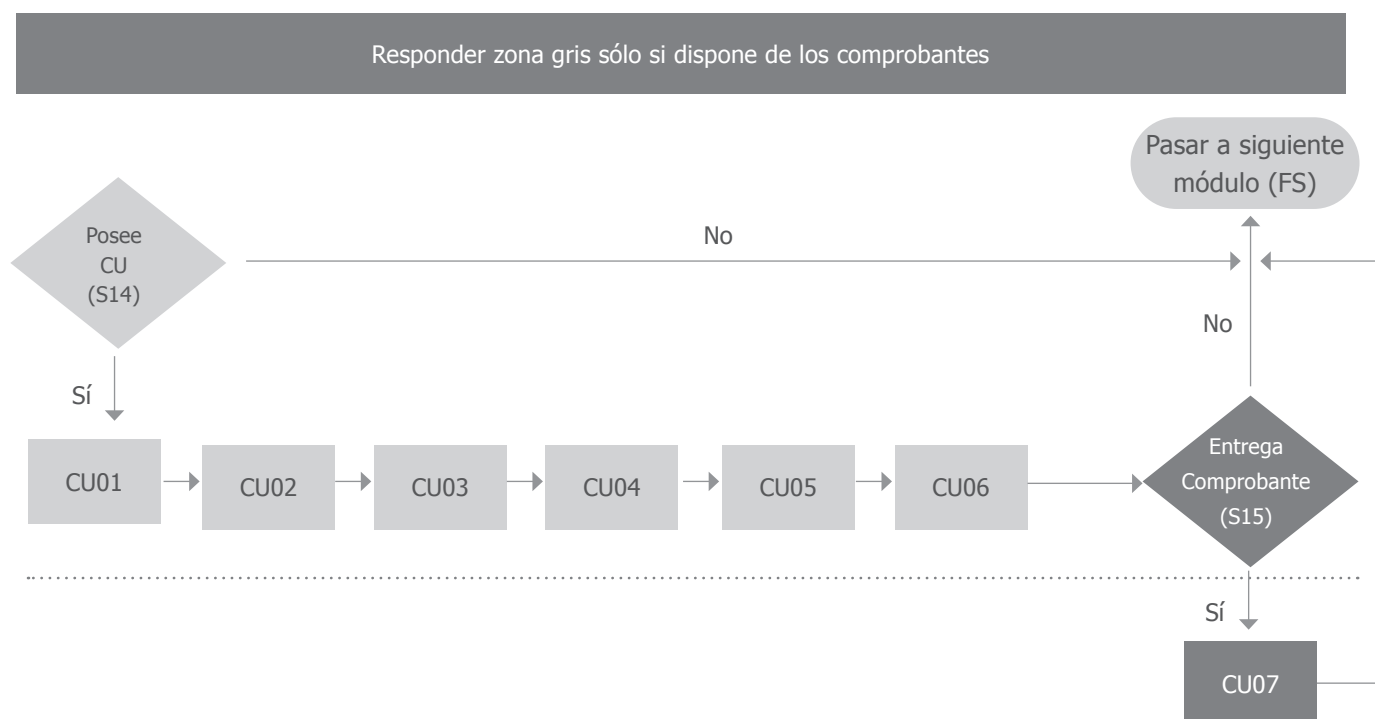 Responder zona gris sólo si dispone de los comprobantes
Pasar a siguiente
módulo (FS)
Posee
CU
(S14)
No
No
Sí
CU01
CU02
CU03
CU04
CU05
CU06
Entrega
Comprobante
(S15)
Sí
CU07